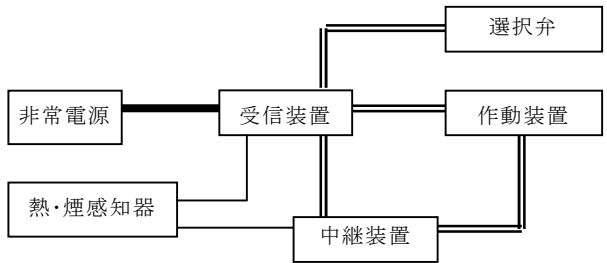 選択弁
非常電源
受信装置
作動装置
熱・煙感知器
中継装置